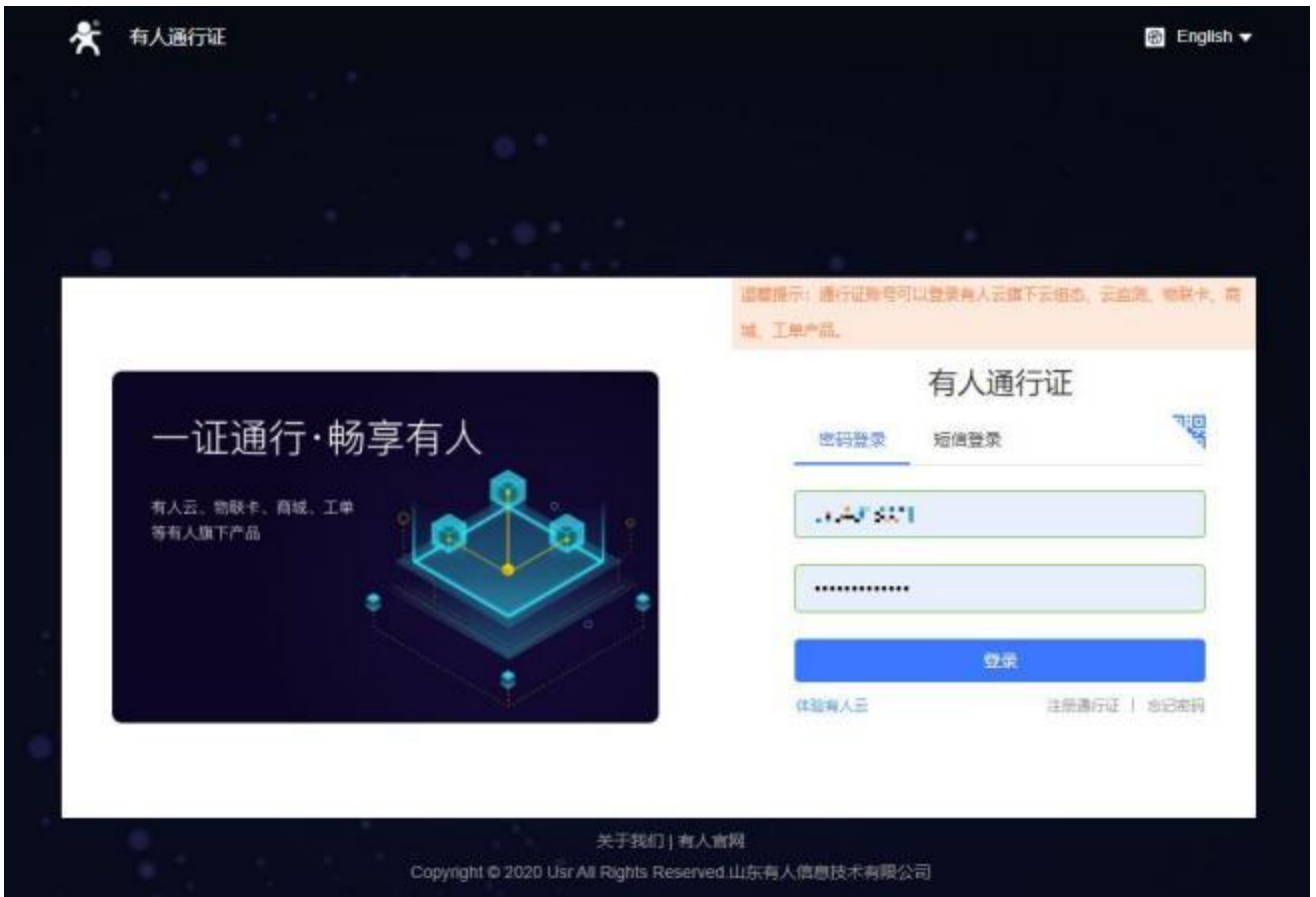 有人通行证
English
温馨提示：通行证账号可以登录有人云旗下云组态、云监测、物联卡、商
城、工单产品。
一证通行·畅享有人
有人云、物联卡、商城、工单
等有人旗下产品
有人通行证
密码登录 短信登录
•••••••••••••
登录
体验有人云 注册通行证 | 忘记密码
关于我们 | 有人官网
Copyright © 2020 Usr All Rights Reserved.山东有人信息技术有限公司